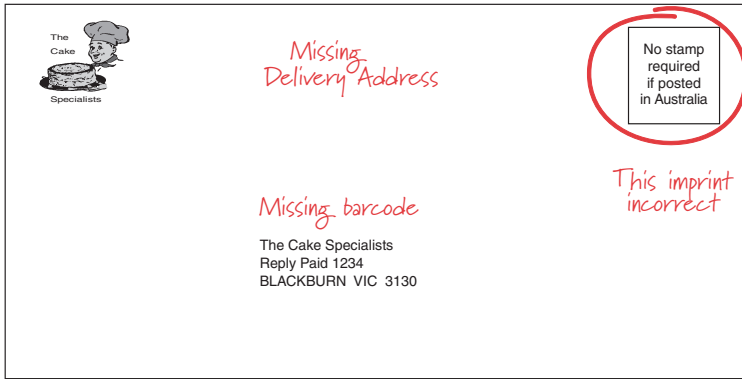 The
Cake
Specialists
Missing
Delivery Address
No stamp
required
if posted
in Australia
This imprint
incorrect
Missing barcode
The Cake Specialists
Reply Paid 1234
BLACKBURN VIC 3130